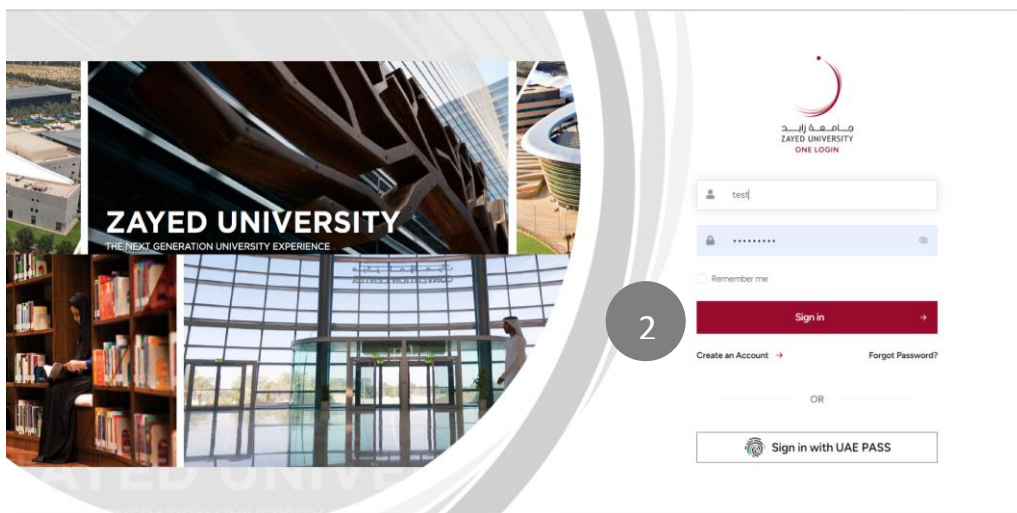 ZAYED UNIVERSITY
THE NEXT GENERATION UNIVERSITY EXPERIENCE
جامعة زايد
ZAYED UNIVERSITY
ONE LOGIN
test
Remember me
2
Sign in
Create an Account
Forgot Password?
OR
Sign in with UAE PASS